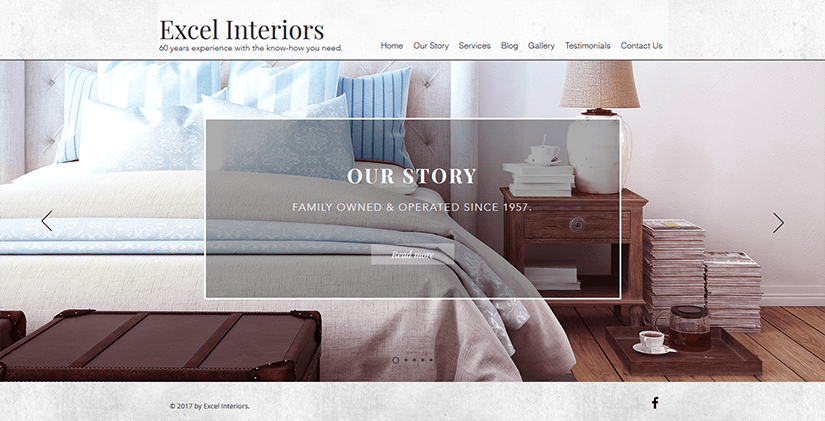 Excel Interiors
60 years experience with the know-how you need.
Home Our Story Services Blog Gallery Testimonials Contact Us
OUR STORY
FAMILY OWNED & OPERATED SINCE 1957.
Read more
© 2017 by Excel Interiors.